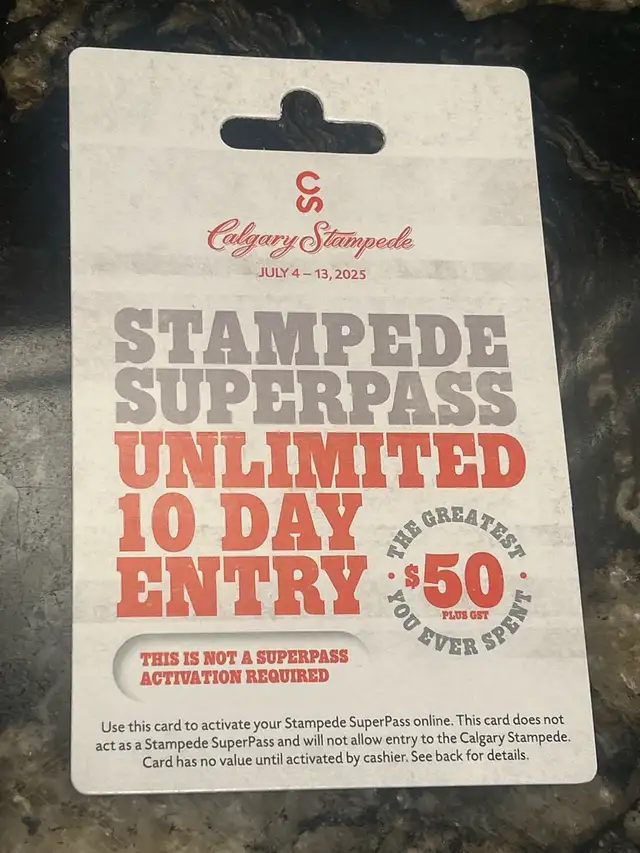 CS
Calgary Stampede
JULY 4 – 13, 2025
STAMPEDE
SUPERPASS
UNLIMITED
10 DAY
ENTRY
THE GREATEST
$50
PLUS GST
YOU EVER SPENT
THIS IS NOT A SUPERPASS
ACTIVATION REQUIRED
Use this card to activate your Stampede SuperPass online. This card does not
act as a Stampede SuperPass and will not allow entry to the Calgary Stampede.
Card has no value until activated by cashier. See back for details.